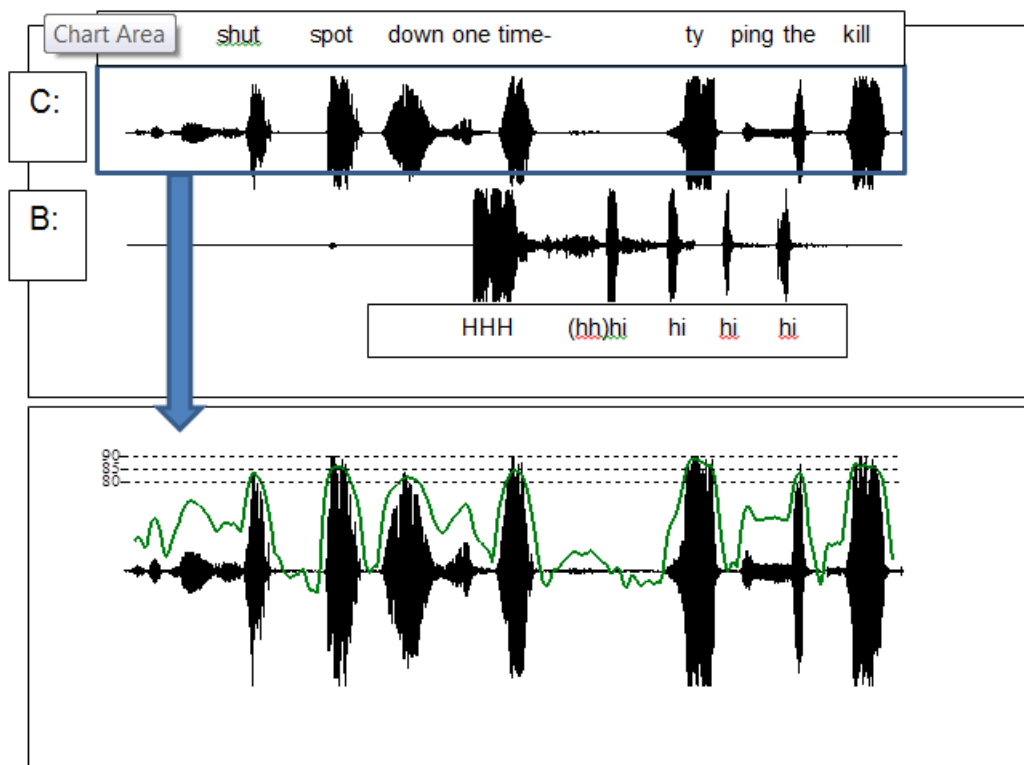 Chart Area shut spot down one time- ty ping the kill
C:
B:
HHH (hh)hi hi hi hi
90
85
80